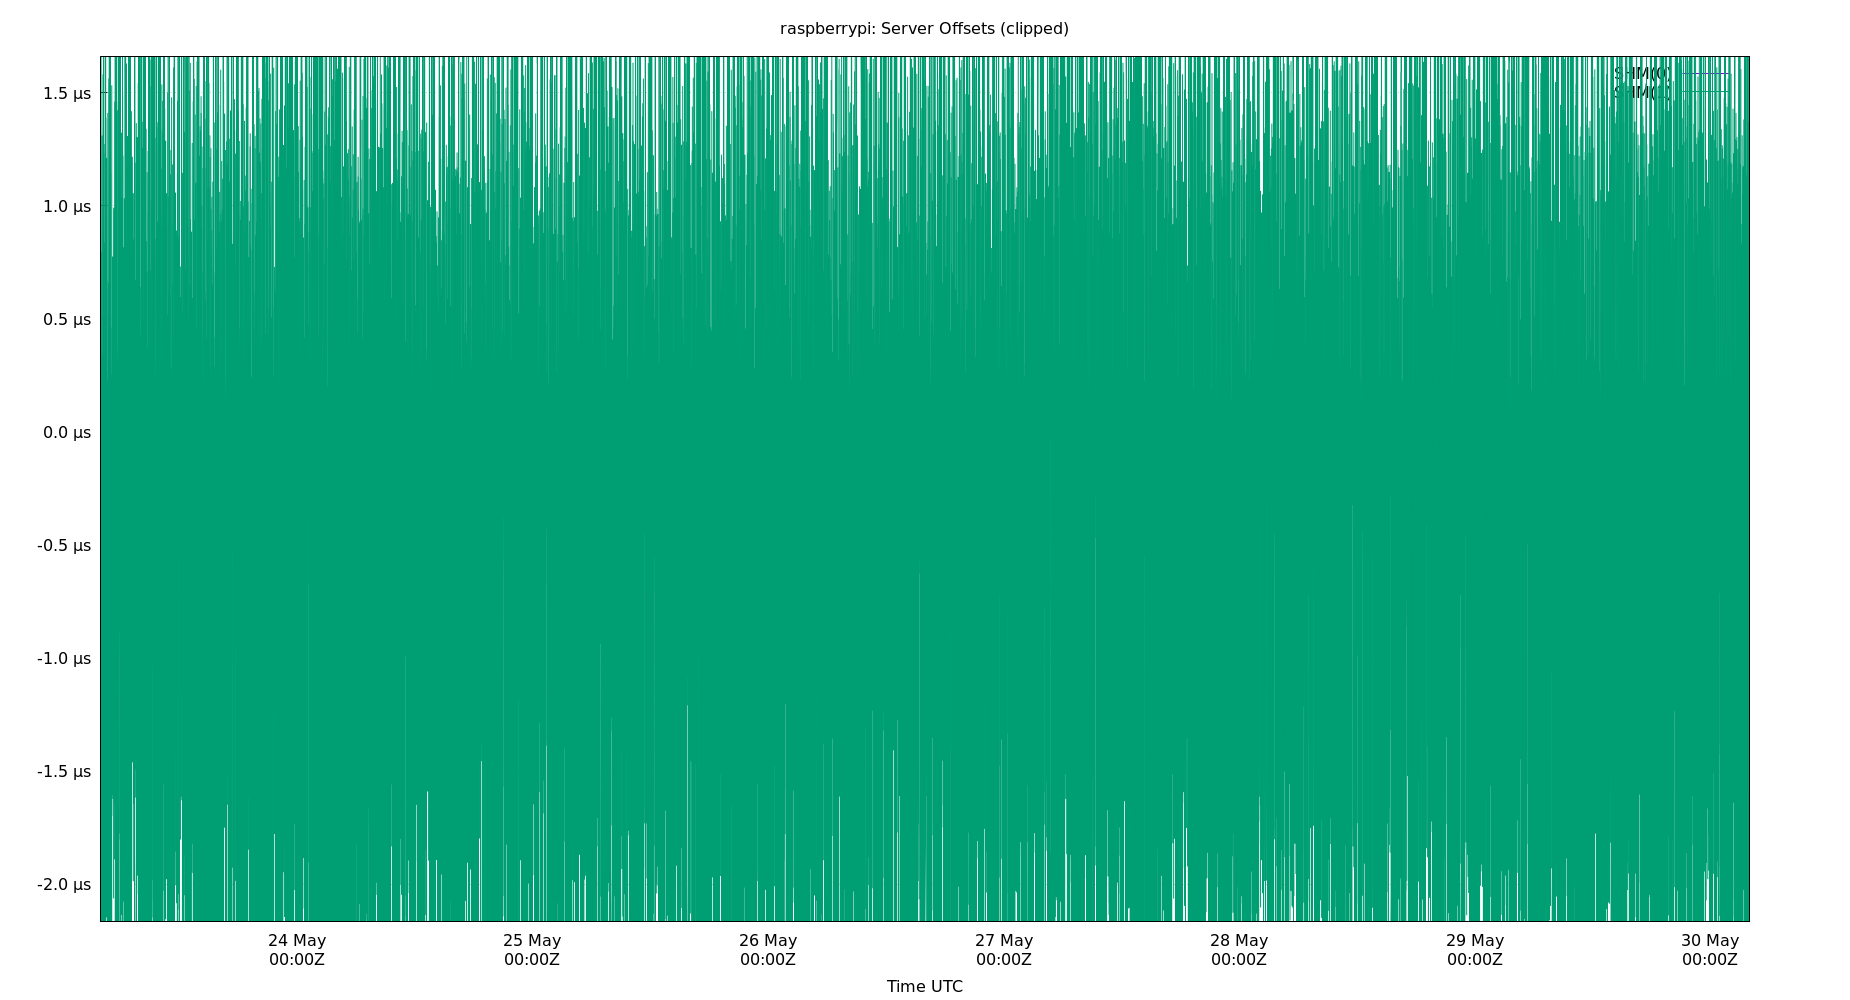 raspberrypi: Server Offsets (clipped)
SHM(0)
1.5 µs
1.0 µs
0.5 µs
0.0 µs
-0.5 µs
-1.0 µs
-1.5 µs
-2.0 µs
24 May
00:00Z
25 May
00:00Z
26 May
00:00Z
27 May
00:00Z
28 May
00:00Z
29 May
00:00Z
30 May
00:00Z
Time UTC